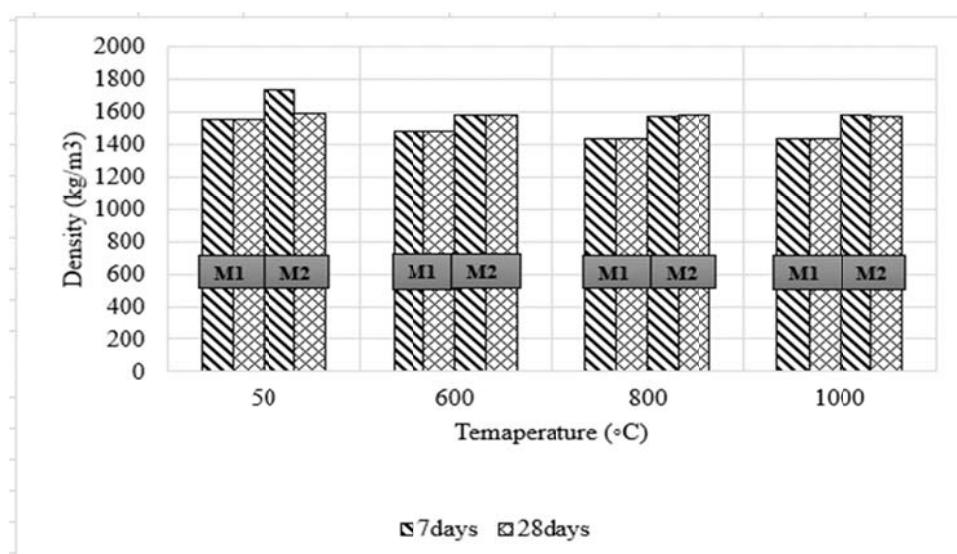 2000
1800
1600
1400
1200
1000
800
600
400
200
0
Density (kg/m3)
M1 M2 M1 M2 M1 M2 M1 M2
50 600 800 1000
Temaperature (∘C)
7days 28days